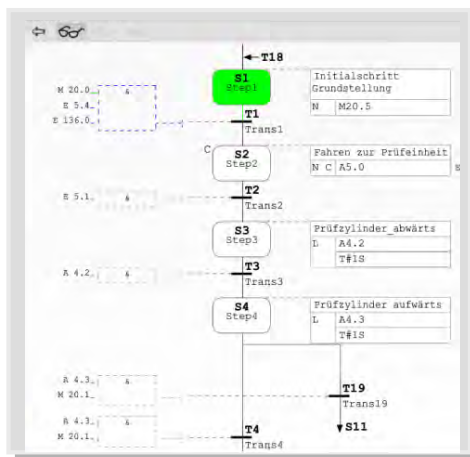 T18
S1
Step1
Initialschritt
Grundstellung
N M20.5
M 20.0
&
E 5.4
E 136.0
T1
Trans1
C
S2
Step2
Fahren zur Prüfeinheit
N C A5.0
E 5.1
&
T2
Trans2
S3
Step3
Prüfzylinder_abwärts
L A4.2
T#1S
A 4.2
&
T3
Trans3
S4
Step4
Prüfzylinder aufwärts
L A4.3
T#1S
A 4.3
&
M 20.1
T19
Trans19
A 4.3
&
M 20.1
S11
T4
Trans4